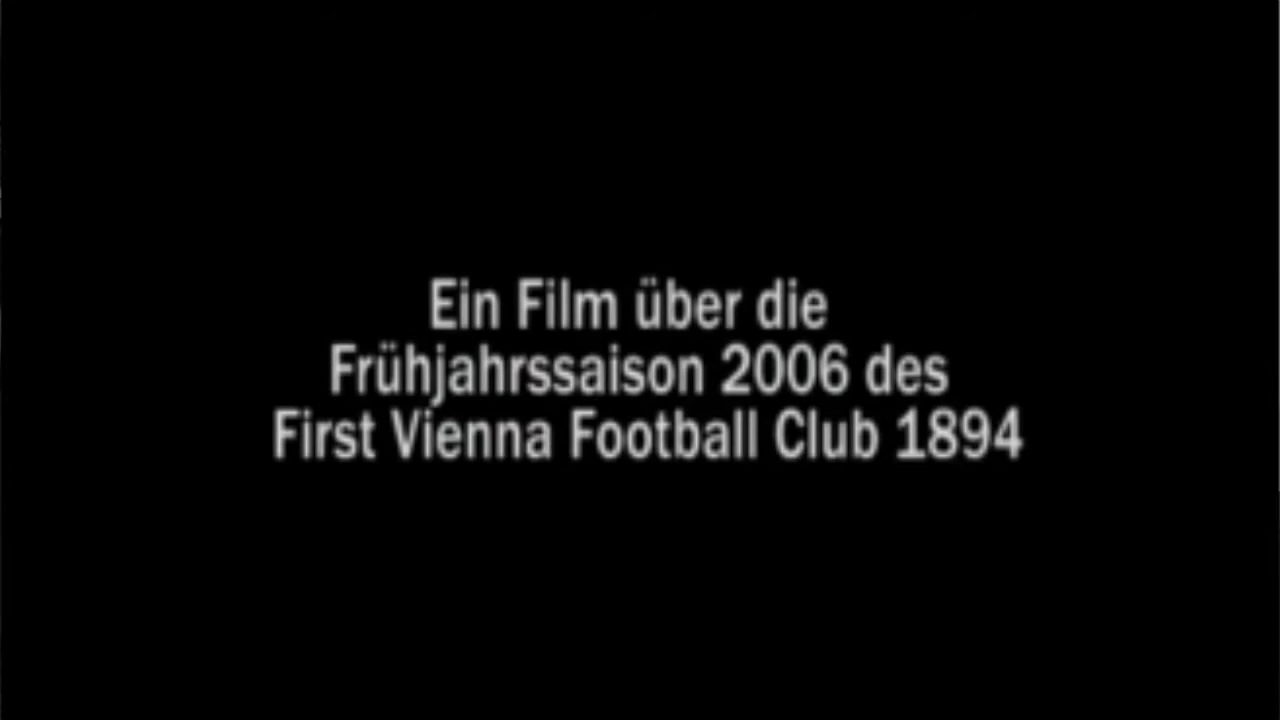 Ein Film über die
Frühjahrssaison 2006 des
First Vienna Football Club 1894